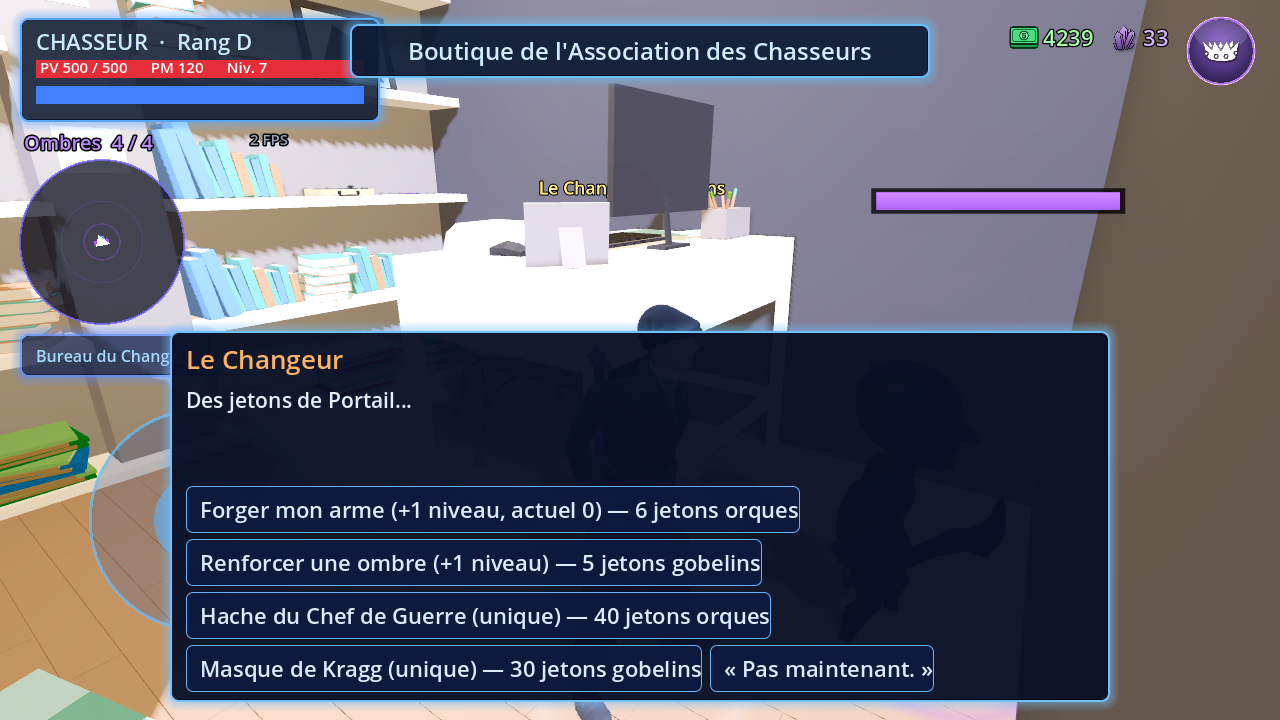 CHASSEUR · Rang D
PV 500 / 500 PM 120 Niv. 7
Boutique de l'Association des Chasseurs
4239
33
Ombres 4 / 4
2 FPS
Le Chan
ns
Bureau du Chang
Le Changeur
Des jetons de Portail...
Forger mon arme (+1 niveau, actuel 0) — 6 jetons orques
Renforcer une ombre (+1 niveau) — 5 jetons gobelins
Hache du Chef de Guerre (unique) — 40 jetons orques
Masque de Kragg (unique) — 30 jetons gobelins
« Pas maintenant. »